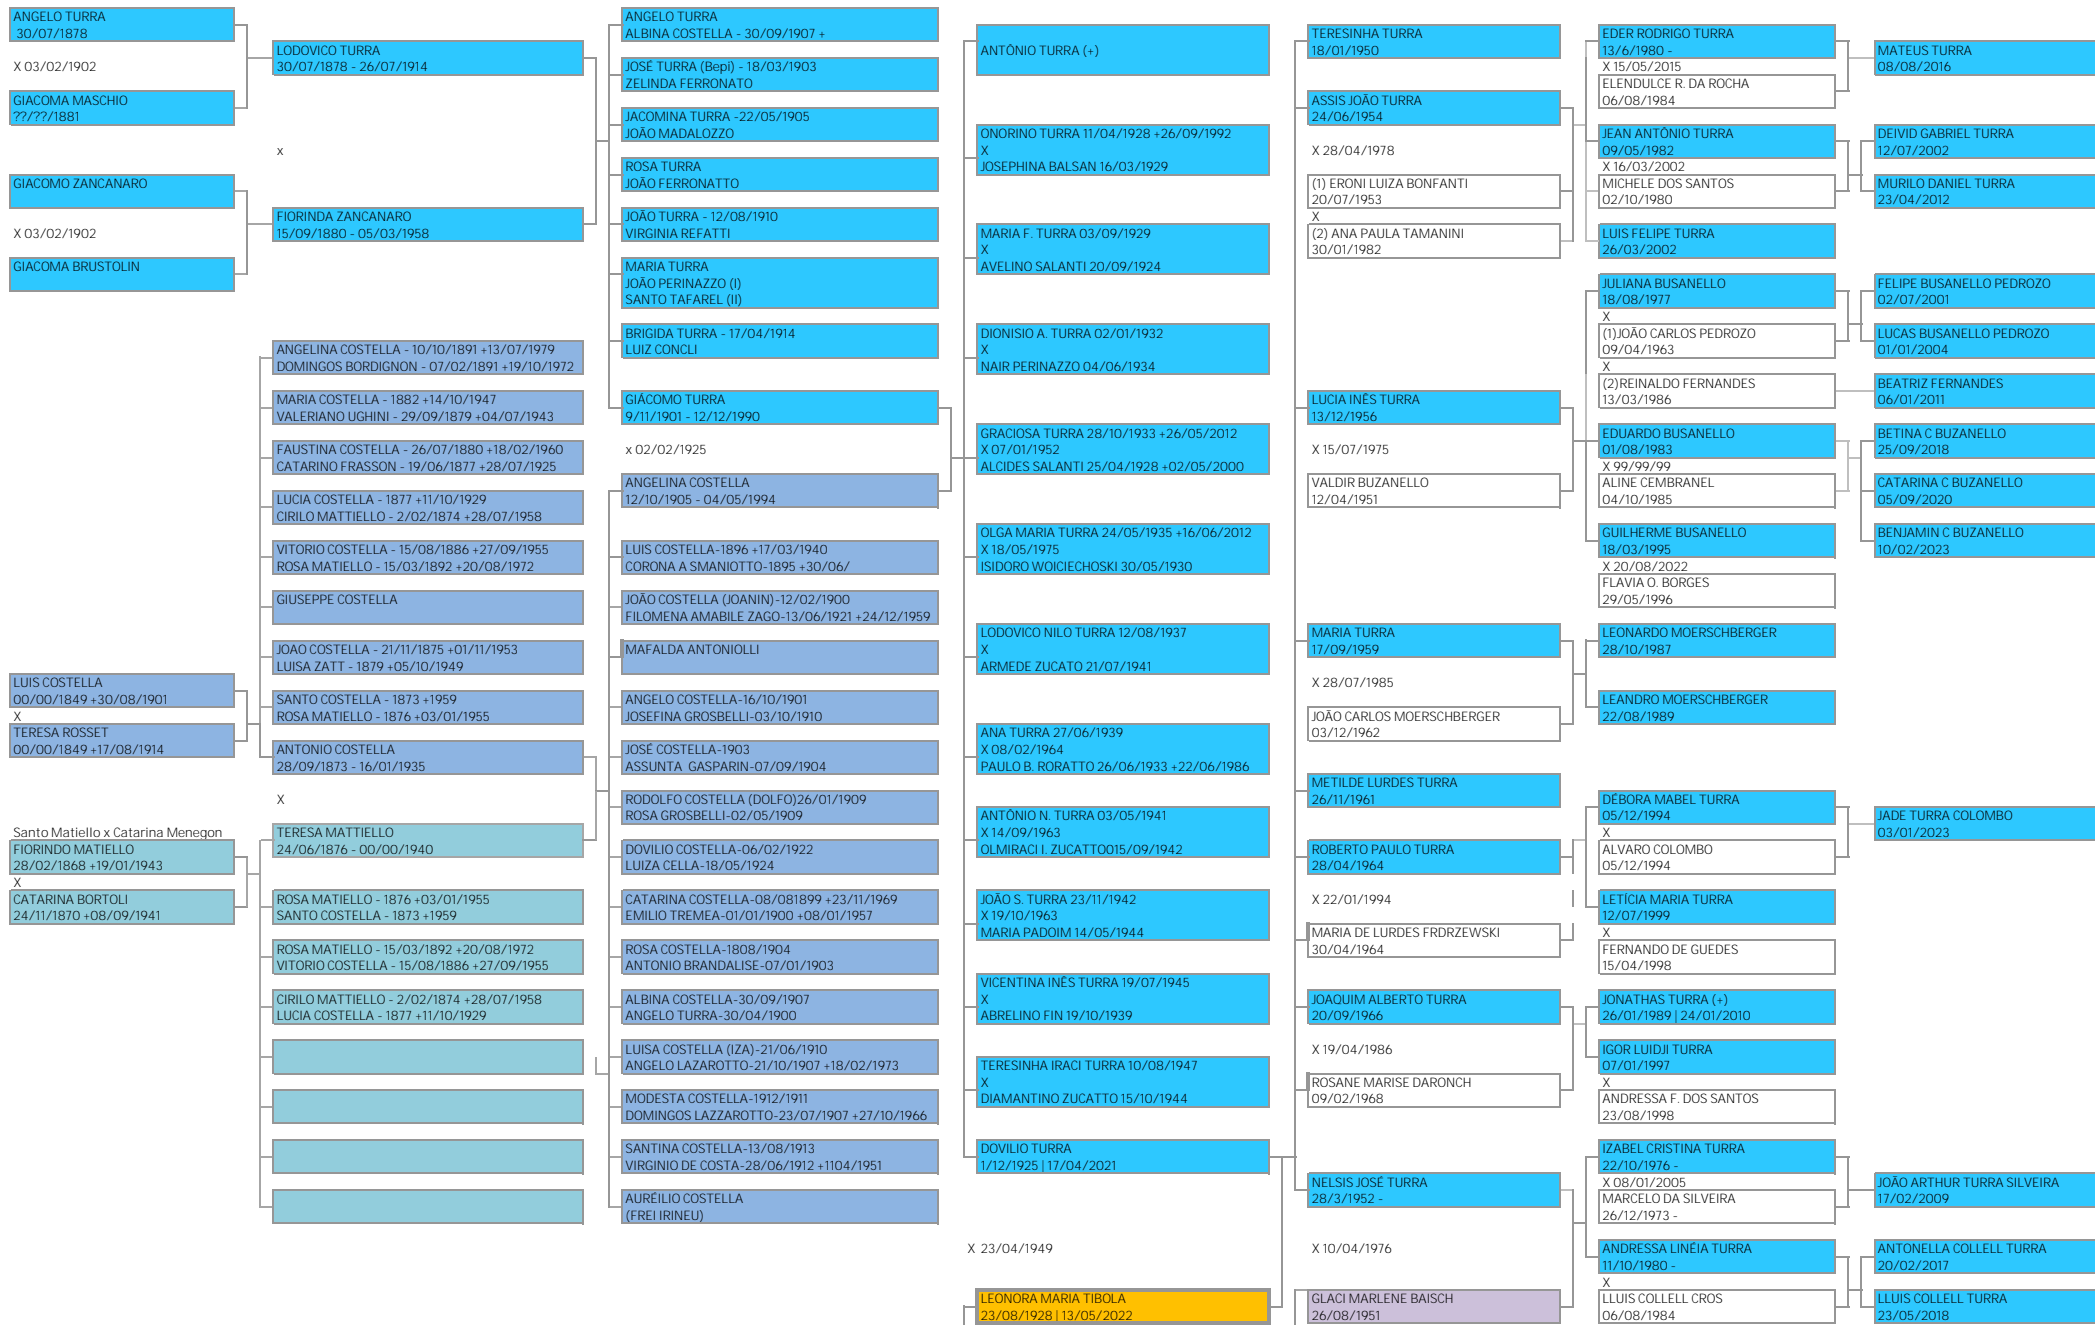 ANGELO TURRA
30/07/1878
X 03/02/1902
GIACOMA MASCHIO
??/??/1881
GIACOMO ZANCANARO
X 03/02/1902
GIACOMA BRUSTOLIN
LUIS COSTELLA
00/00/1849 +30/08/1901
X
TERESA ROSSET
00/00/1849 +17/08/1914
Santo Matiello x Catarina Menegon
FIORINDO MATIELLO
28/02/1868 +19/01/1943
X
CATARINA BORTOLI
24/11/1870 +08/09/1941
LODOVICO TURRA
30/07/1878 - 26/07/1914
x
FIORINDA ZANCANARO
15/09/1880 - 05/03/1958
ANGELINA COSTELLA - 10/10/1891 +13/07/1979
DOMINGOS BORDIGNON - 07/02/1891 +19/10/1972
MARIA COSTELLA - 1882 +14/10/1947
VALERIANO UGHINI - 29/09/1879 +04/07/1943
FAUSTINA COSTELLA - 26/07/1880 +18/02/1960
CATARINO FRASSON - 19/06/1877 +28/07/1925
LUCIA COSTELLA - 1877 +11/10/1929
CIRILO MATTIELLO - 2/02/1874 +28/07/1958
VITORIO COSTELLA - 15/08/1886 +27/09/1955
ROSA MATIELLO - 15/03/1892 +20/08/1972
GIUSEPPE COSTELLA
JOAO COSTELLA - 21/11/1875 +01/11/1953
LUISA ZATT - 1879 +05/10/1949
SANTO COSTELLA - 1873 +1959
ROSA MATIELLO - 1876 +03/01/1955
ANTONIO COSTELLA
28/09/1873 - 16/01/1935
X
TERESA MATTIELLO
24/06/1876 - 00/00/1940
ROSA MATIELLO - 1876 +03/01/1955
SANTO COSTELLA - 1873 +1959
ROSA MATIELLO - 15/03/1892 +20/08/1972
VITORIO COSTELLA - 15/08/1886 +27/09/1955
CIRILO MATTIELLO - 2/02/1874 +28/07/1958
LUCIA COSTELLA - 1877 +11/10/1929
ANGELO TURRA
ALBINA COSTELLA - 30/09/1907 +
JOSÉ TURRA (Bepi) - 18/03/1903
ZELINDA FERRONATO
JACOMINA TURRA -22/05/1905
JOÃO MADALOZZO
ROSA TURRA
JOÃO FERRONATTO
JOÃO TURRA - 12/08/1910
VIRGINIA REFATTI
MARIA TURRA
JOÃO PERINAZZO (I)
SANTO TAFAREL (II)
BRIGIDA TURRA - 17/04/1914
LUIZ CONCLI
GIÁCOMO TURRA
9/11/1901 - 12/12/1990
x 02/02/1925
ANGELINA COSTELLA
12/10/1905 - 04/05/1994
LUIS COSTELLA-1896 +17/03/1940
CORONA A SMANIOTTO-1895 +30/06/
JOÃO COSTELLA (JOANIN)-12/02/1900
FILOMENA AMABILE ZAGO-13/06/1921 +24/12/1959
MAFALDA ANTONIOLLI
ANGELO COSTELLA-16/10/1901
JOSEFINA GROSBELLI-03/10/1910
JOSÉ COSTELLA-1903
ASSUNTA  GASPARIN-07/09/1904
RODOLFO COSTELLA (DOLFO)26/01/1909
ROSA GROSBELLI-02/05/1909
DOVILIO COSTELLA-06/02/1922
LUIZA CELLA-18/05/1924
CATARINA COSTELLA-08/081899 +23/11/1969
EMILIO TREMEA-01/01/1900 +08/01/1957
ROSA COSTELLA-1808/1904
ANTONIO BRANDALISE-07/01/1903
ALBINA COSTELLA-30/09/1907
ANGELO TURRA-30/04/1900
LUISA COSTELLA (IZA)-21/06/1910
ANGELO LAZAROTTO-21/10/1907 +18/02/1973
MODESTA COSTELLA-1912/1911
DOMINGOS LAZZAROTTO-23/07/1907 +27/10/1966
SANTINA COSTELLA-13/08/1913
VIRGINIO DE COSTA-28/06/1912 +1104/1951
AURÉILIO COSTELLA
(FREI IRINEU)
ANTÔNIO TURRA (+)
ONORINO TURRA 11/04/1928 +26/09/1992
X
JOSEPHINA BALSAN 16/03/1929
MARIA F. TURRA 03/09/1929
X
AVELINO SALANTI 20/09/1924
DIONISIO A. TURRA 02/01/1932
X
NAIR PERINAZZO 04/06/1934
GRACIOSA TURRA 28/10/1933 +26/05/2012
X 07/01/1952
ALCIDES SALANTI 25/04/1928 +02/05/2000
OLGA MARIA TURRA 24/05/1935 +16/06/2012
X 18/05/1975
ISIDORO WOICIECHOSKI 30/05/1930
LODOVICO NILO TURRA 12/08/1937
X
ARMEDE ZUCATO 21/07/1941
ANA TURRA 27/06/1939
X 08/02/1964
PAULO B. RORATTO 26/06/1933 +22/06/1986
ANTÔNIO N. TURRA 03/05/1941
X 14/09/1963
OLMIRACI I. ZUCATTO015/09/1942
JOÃO S. TURRA 23/11/1942
X 19/10/1963
MARIA PADOIM 14/05/1944
VICENTINA INÊS TURRA 19/07/1945
X
ABRELINO FIN 19/10/1939
TERESINHA IRACI TURRA 10/08/1947
X
DIAMANTINO ZUCATTO 15/10/1944
DOVILIO TURRA
1/12/1925 | 17/04/2021
X  23/04/1949
LEONORA MARIA TIBOLA
23/08/1928 | 13/05/2022
TERESINHA TURRA
18/01/1950
ASSIS JOÃO TURRA
24/06/1954
X 28/04/1978
(1) ERONI LUIZA BONFANTI
20/07/1953
X
(2) ANA PAULA TAMANINI
30/01/1982
LUCIA INÊS TURRA
13/12/1956
X 15/07/1975
VALDIR BUZANELLO
12/04/1951
MARIA TURRA
17/09/1959
X 28/07/1985
JOÃO CARLOS MOERSCHBERGER
03/12/1962
METILDE LURDES TURRA
26/11/1961
ROBERTO PAULO TURRA
28/04/1964
X 22/01/1994
MARIA DE LURDES FRDRZEWSKI
30/04/1964
JOAQUIM ALBERTO TURRA
20/09/1966
X 19/04/1986
ROSANE MARISE DARONCH
09/02/1968
NELSIS JOSÉ TURRA
28/3/1952 -
X 10/04/1976
GLACI MARLENE BAISCH
26/08/1951
EDER RODRIGO TURRA
13/6/1980 -
X 15/05/2015
ELENDULCE R. DA ROCHA
06/08/1984
JEAN ANTÔNIO TURRA
09/05/1982
X 16/03/2002
MICHELE DOS SANTOS
02/10/1980
LUIS FELIPE TURRA
26/03/2002
JULIANA BUSANELLO
18/08/1977
X
(1)JOÃO CARLOS PEDROZO
09/04/1963
X
(2)REINALDO FERNANDES
13/03/1986
EDUARDO BUSANELLO
01/08/1983
X 99/99/99
ALINE CEMBRANEL
04/10/1985
GUILHERME BUSANELLO
18/03/1995
X 20/08/2022
FLAVIA O. BORGES
29/05/1996
LEONARDO MOERSCHBERGER
28/10/1987
LEANDRO MOERSCHBERGER
22/08/1989
DÉBORA MABEL TURRA
05/12/1994
X
ALVARO COLOMBO
05/12/1994
LETÍCIA MARIA TURRA
12/07/1999
X
FERNANDO DE GUEDES
15/04/1998
JONATHAS TURRA (+)
26/01/1989 | 24/01/2010
IGOR LUIDJI TURRA
07/01/1997
X
ANDRESSA F. DOS SANTOS
23/08/1998
IZABEL CRISTINA TURRA
22/10/1976 -
X 08/01/2005
MARCELO DA SILVEIRA
26/12/1973 -
ANDRESSA LINÉIA TURRA
11/10/1980 -
X
LLUIS COLLELL CROS
06/08/1984
MATEUS TURRA
08/08/2016
DEIVID GABRIEL TURRA
12/07/2002
MURILO DANIEL TURRA
23/04/2012
FELIPE BUSANELLO PEDROZO
02/07/2001
LUCAS BUSANELLO PEDROZO
01/01/2004
BEATRIZ FERNANDES
06/01/2011
BETINA C BUZANELLO
25/09/2018
CATARINA C BUZANELLO
05/09/2020
BENJAMIN C BUZANELLO
10/02/2023
JADE TURRA COLOMBO
03/01/2023
JOÃO ARTHUR TURRA SILVEIRA
17/02/2009
ANTONELLA COLLELL TURRA
20/02/2017
LLUIS COLLELL TURRA
23/05/2018